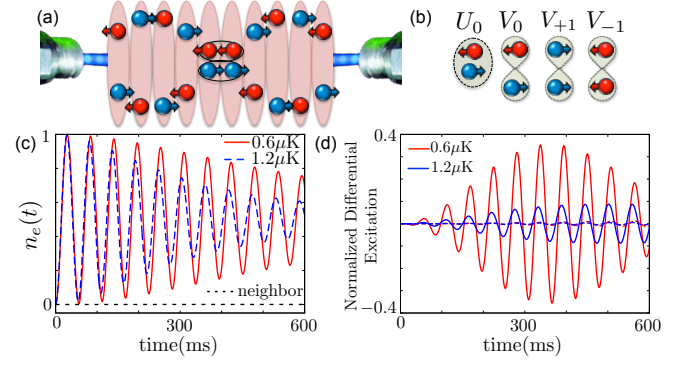 (a)
(b) U₀ V₀ V₊₁ V₋₁
(c)
1
0.6μK
1.2μK
nₑ(t)
neighbor
0
0 300 600
time(ms)
(d)
0.4
0.6μK
1.2μK
Normalized Differential
Excitation
−0.4
0 300 600
time(ms)